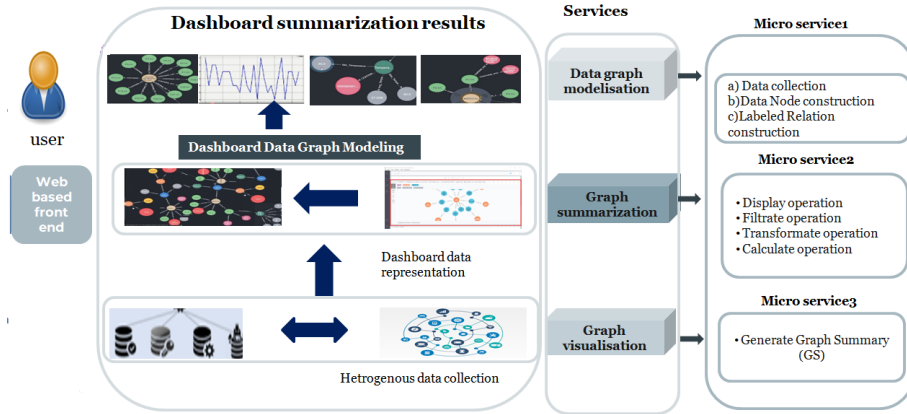 Dashboard summarization results
user
Web
based
front
end
Dashboard Data Graph Modeling
Dashboard data
representation
Hetrogenous data collection
Services
Data graph
modelisation
Graph
summarization
Graph
visualisation
Micro service1
a) Data collection
b)Data Node construction
c)Labeled Relation
construction
Micro service2
• Display operation
• Filtrate operation
• Transformate operation
• Calculate operation
Micro service3
• Generate Graph Summary
(GS)